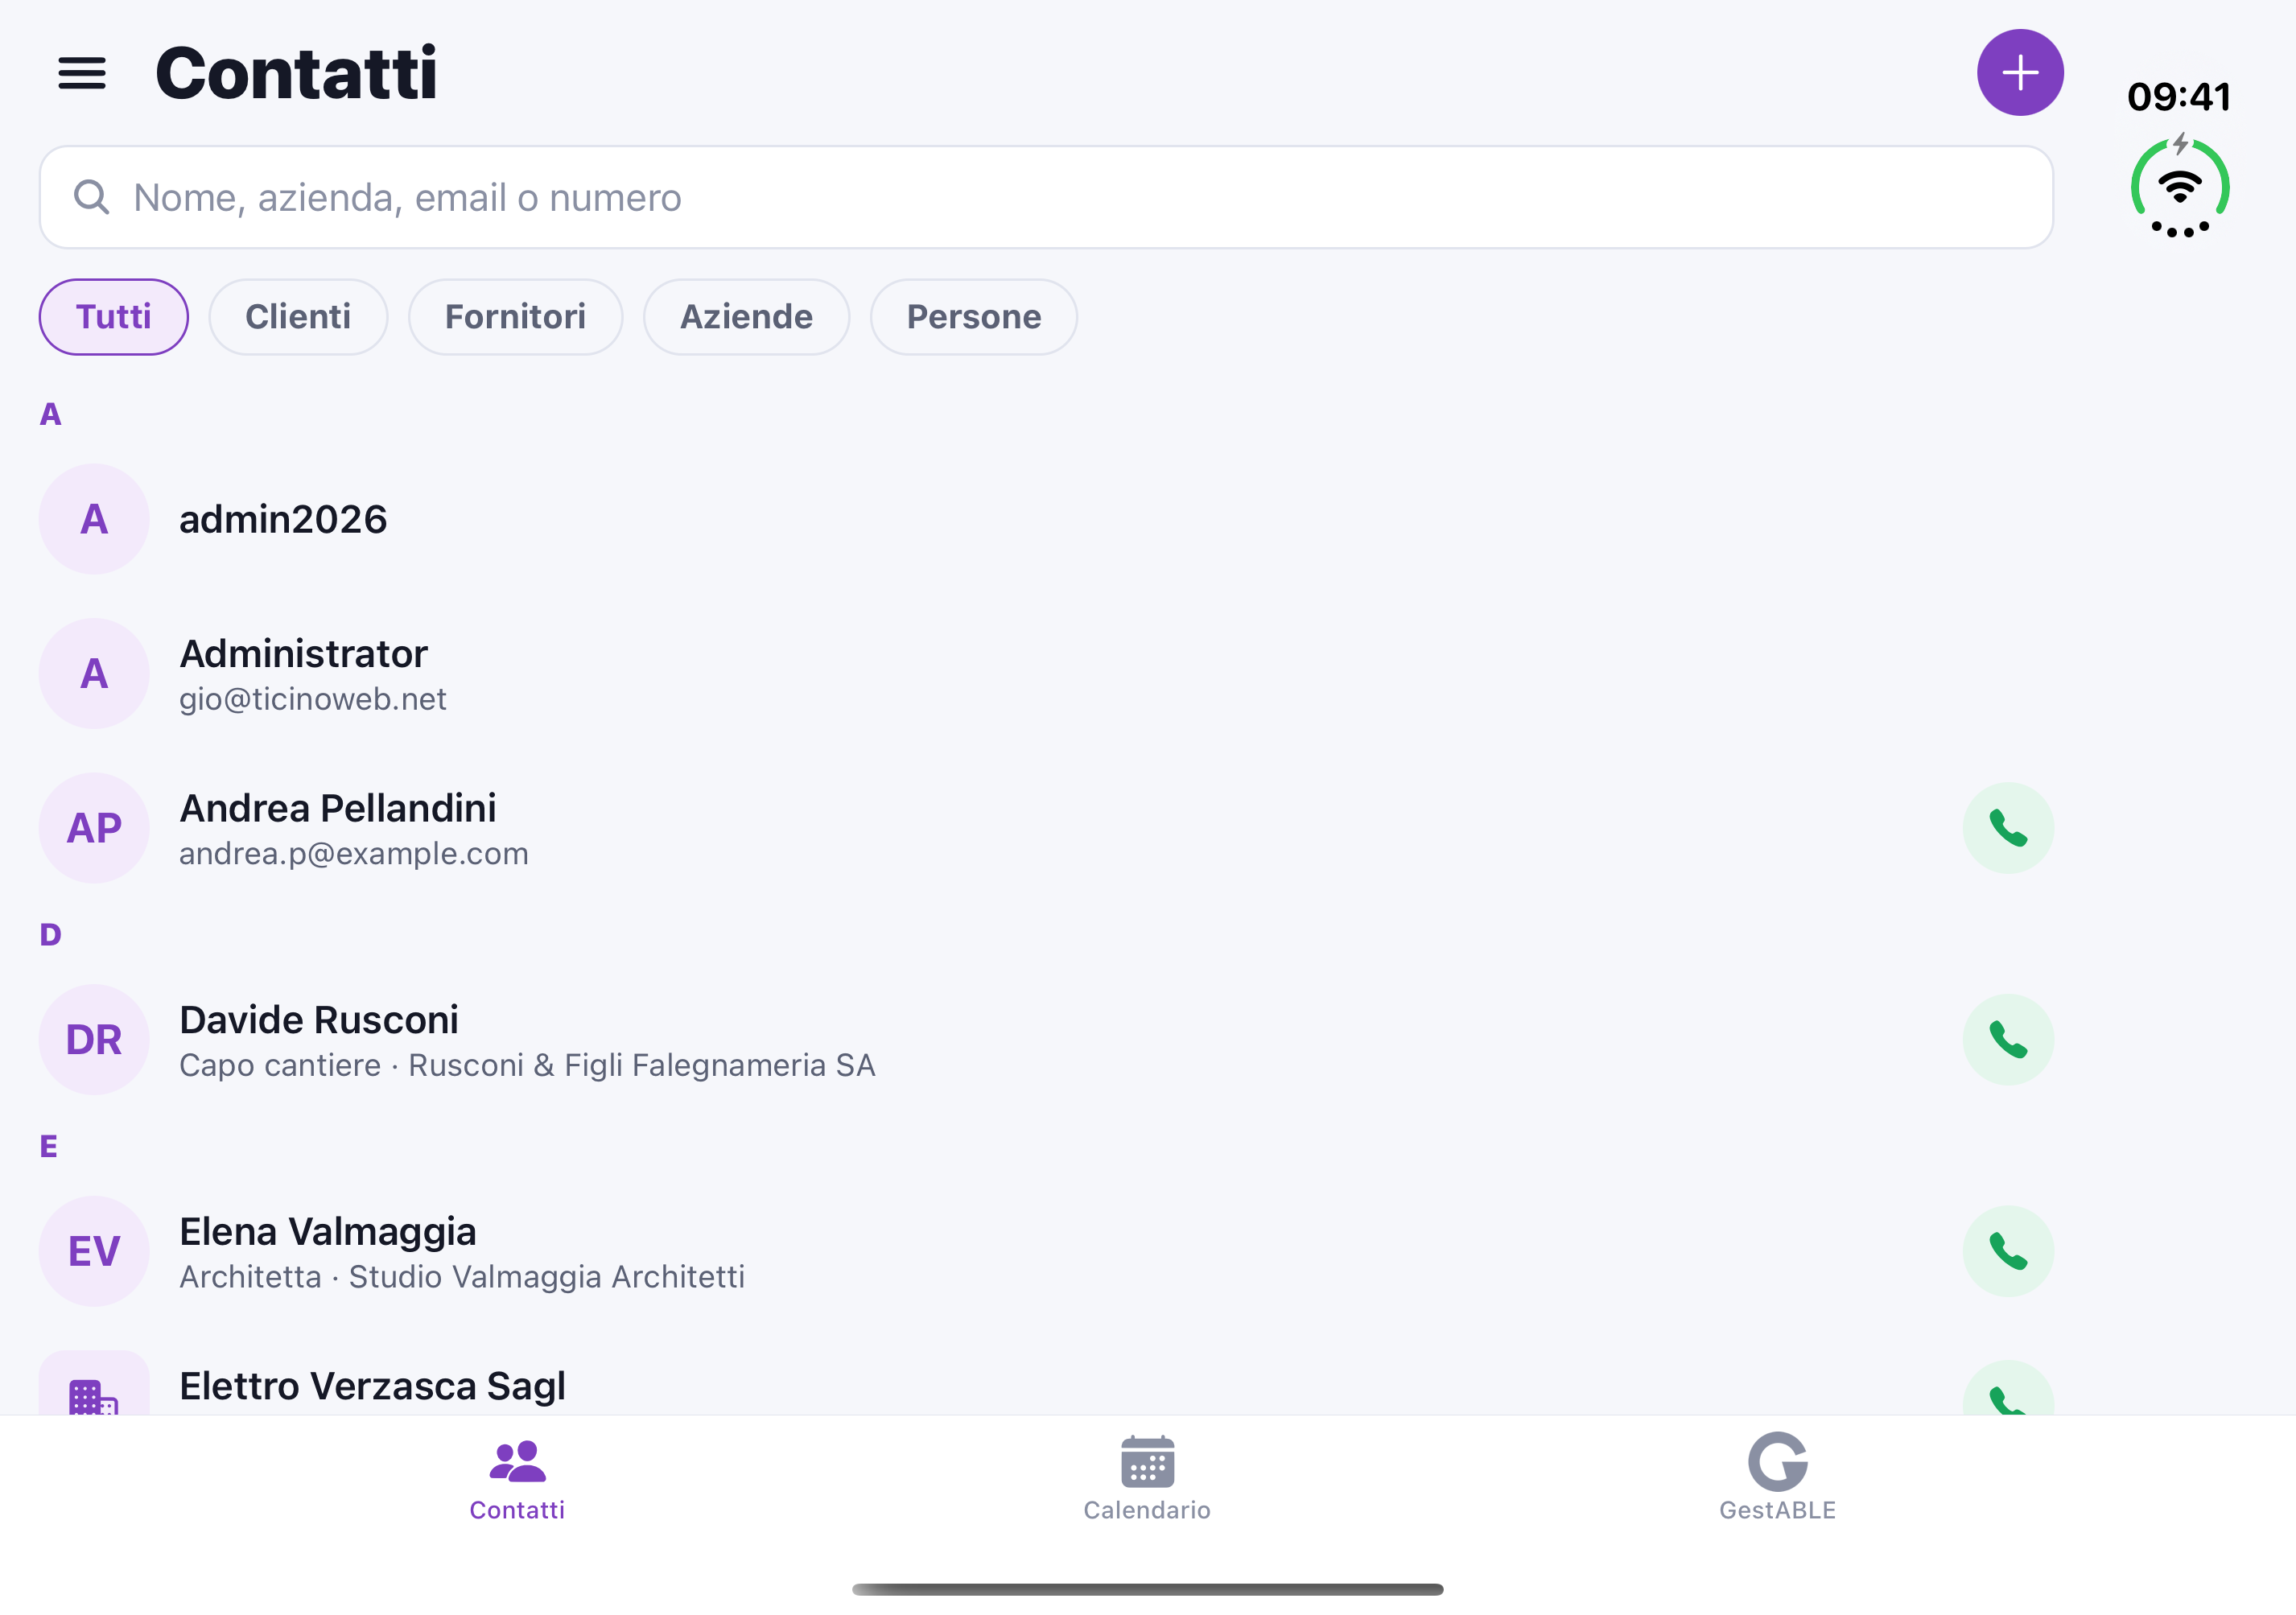 Contatti
09:41
Nome, azienda, email o numero
Tutti
Clienti
Fornitori
Aziende
Persone
A
A
admin2026
A
Administrator
gio@ticinoweb.net
AP
Andrea Pellandini
andrea.p@example.com
D
DR
Davide Rusconi
Capo cantiere · Rusconi & Figli Falegnameria SA
E
EV
Elena Valmaggia
Architetta · Studio Valmaggia Architetti
Elettro Verzasca Sagl
Contatti
Calendario
GestABLE